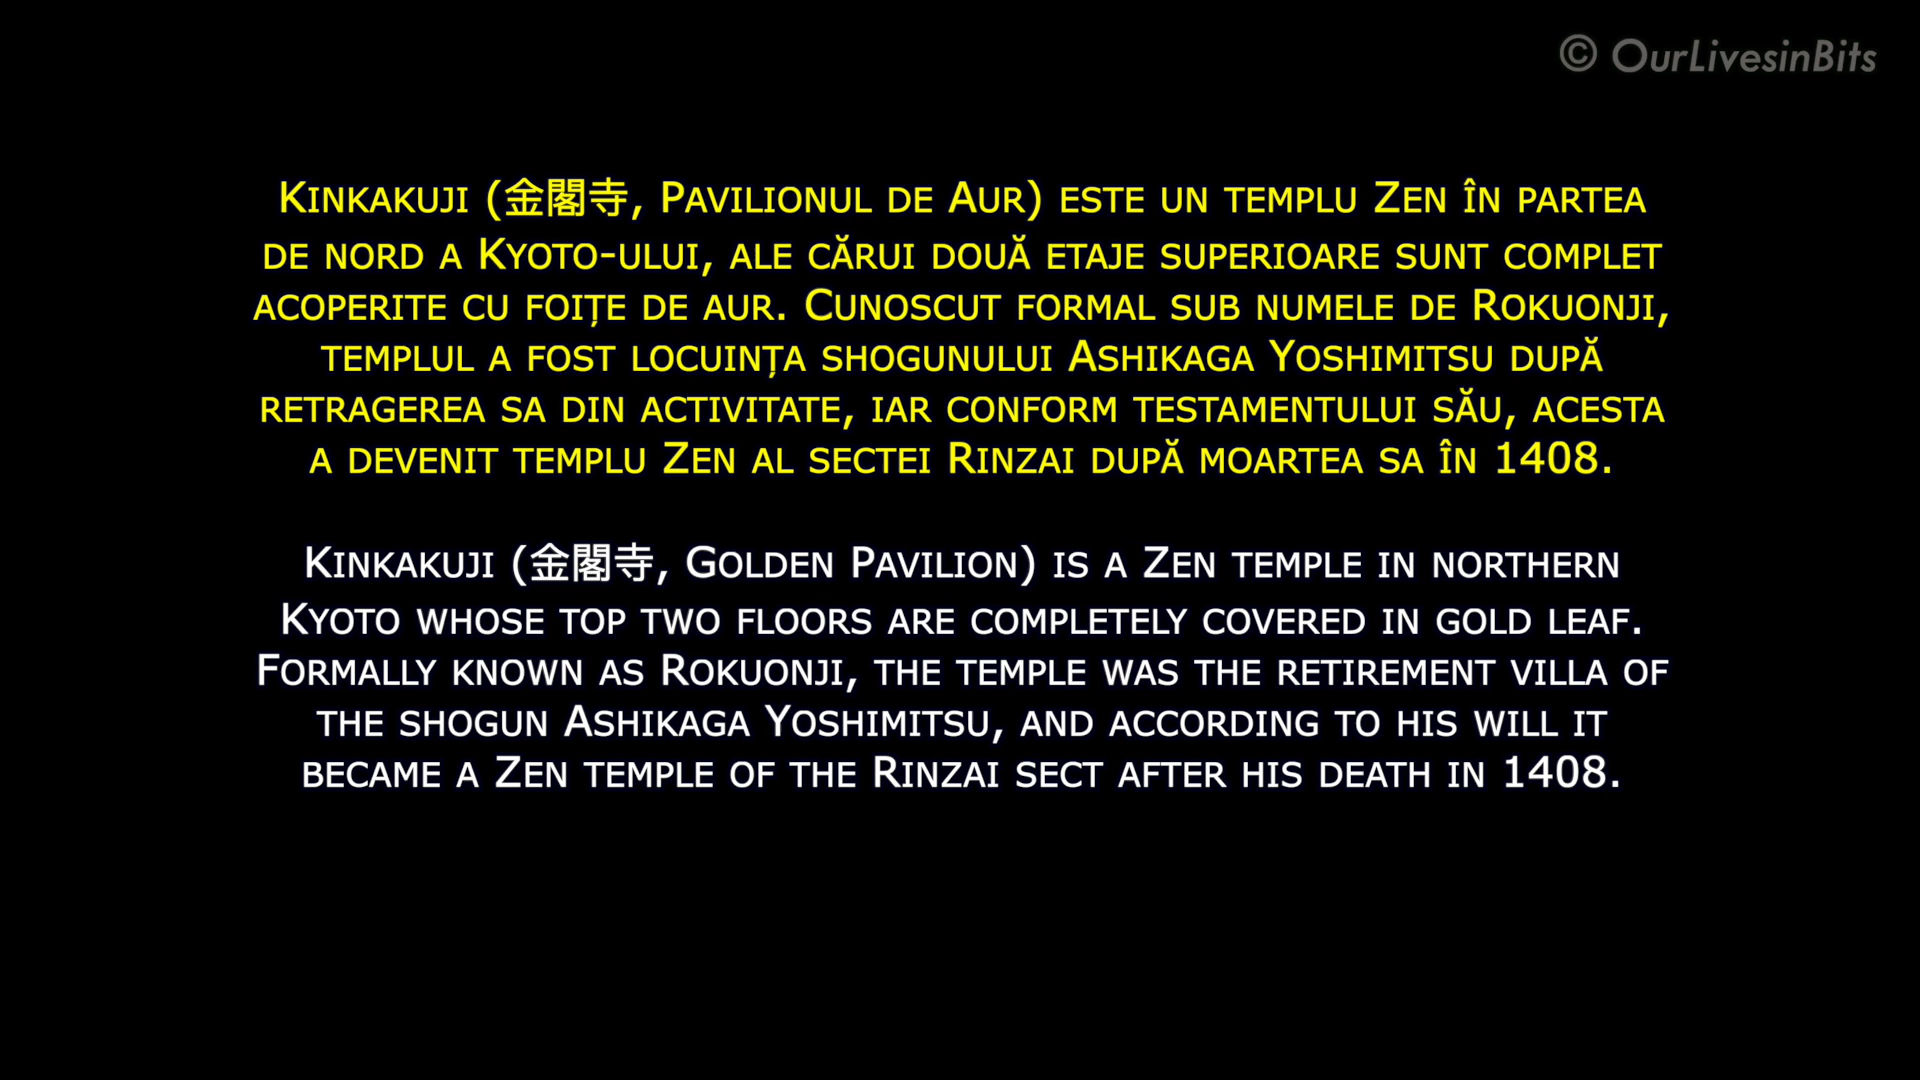 © OurLivesinBits
Kinkakuji (金閣寺, Pavilionul de Aur) este un templu Zen în partea
de nord a Kyoto-ului, ale cărui două etaje superioare sunt complet
acoperite cu foițe de aur. Cunoscut formal sub numele de Rokuonji,
templul a fost locuința shogunului Ashikaga Yoshimitsu după
retragerea sa din activitate, iar conform testamentului său, acesta
a devenit templu Zen al sectei Rinzai după moartea sa în 1408.
Kinkakuji (金閣寺, Golden Pavilion) is a Zen temple in northern
Kyoto whose top two floors are completely covered in gold leaf.
Formally known as Rokuonji, the temple was the retirement villa of
the shogun Ashikaga Yoshimitsu, and according to his will it
became a Zen temple of the Rinzai sect after his death in 1408.